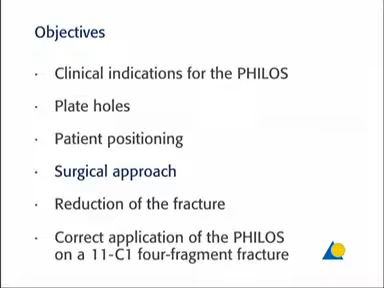 Objectives
· Clinical indications for the PHILOS
· Plate holes
· Patient positioning
· Surgical approach
· Reduction of the fracture
· Correct application of the PHILOS
on a 11-C1 four-fragment fracture